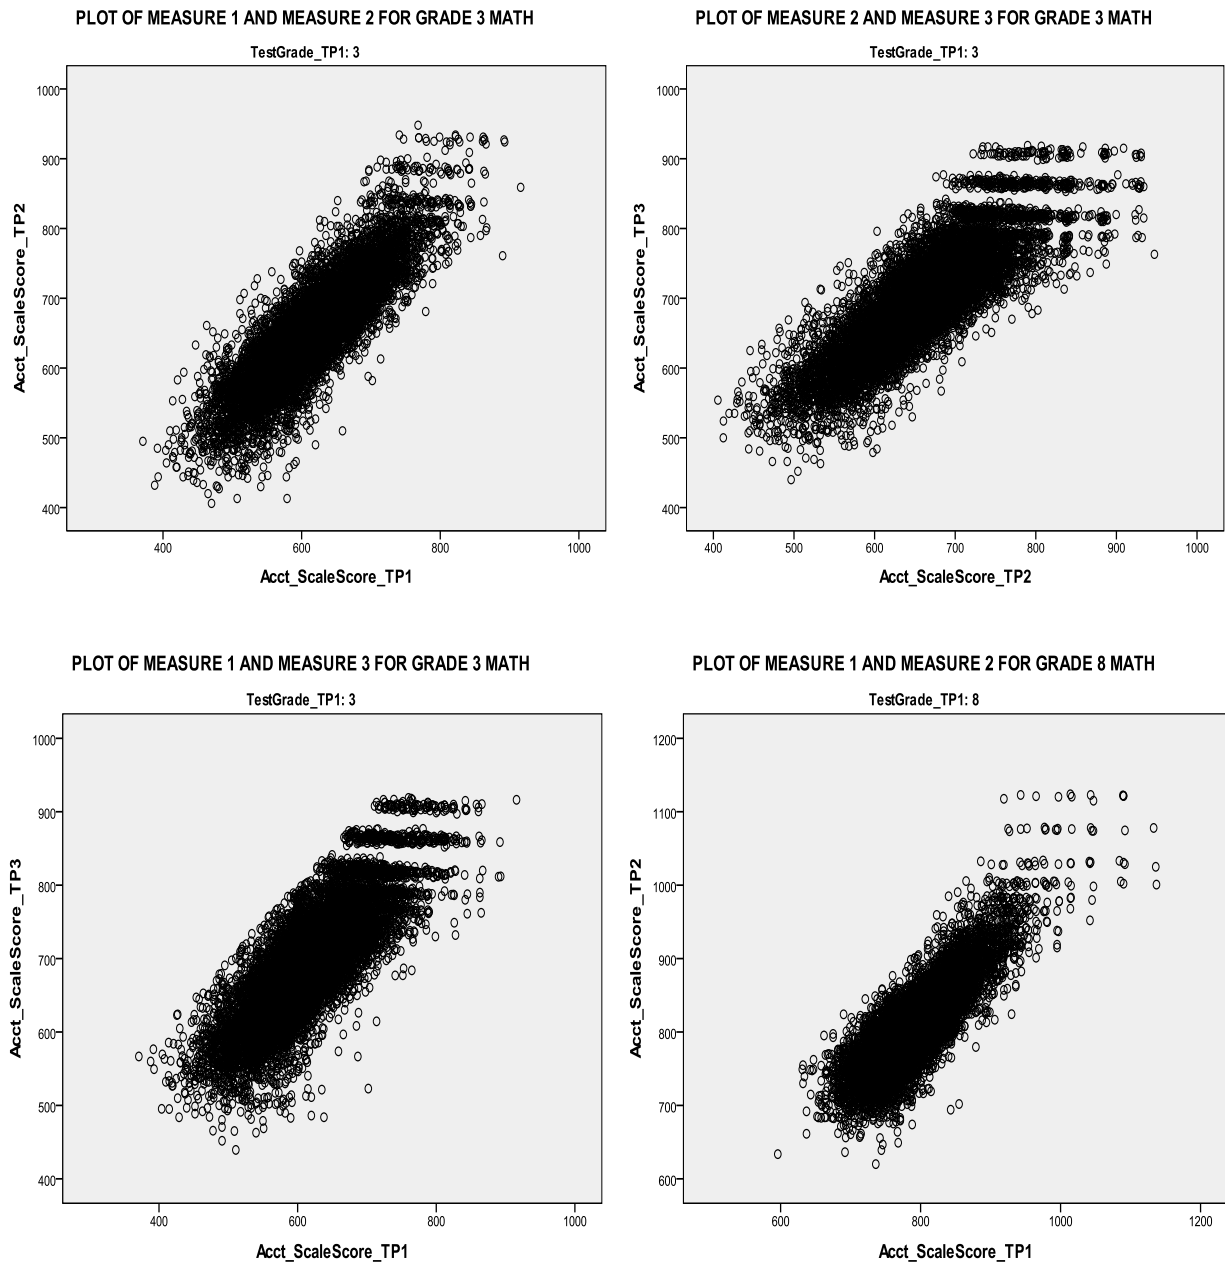 PLOT OF MEASURE 1 AND MEASURE 2 FOR GRADE 3 MATH
TestGrade_TP1: 3
1000
900
800
700
600
500
400
Acct_ScaleScore_TP2
400 600 800 1000
Acct_ScaleScore_TP1
PLOT OF MEASURE 2 AND MEASURE 3 FOR GRADE 3 MATH
TestGrade_TP1: 3
1000
900
800
700
600
500
400
Acct_ScaleScore_TP3
400 500 600 700 800 900 1000
Acct_ScaleScore_TP2
PLOT OF MEASURE 1 AND MEASURE 3 FOR GRADE 3 MATH
TestGrade_TP1: 3
1000
900
800
700
600
500
400
Acct_ScaleScore_TP3
400 600 800 1000
Acct_ScaleScore_TP1
PLOT OF MEASURE 1 AND MEASURE 2 FOR GRADE 8 MATH
TestGrade_TP1: 8
1200
1100
1000
900
800
700
600
Acct_ScaleScore_TP2
600 800 1000 1200
Acct_ScaleScore_TP1